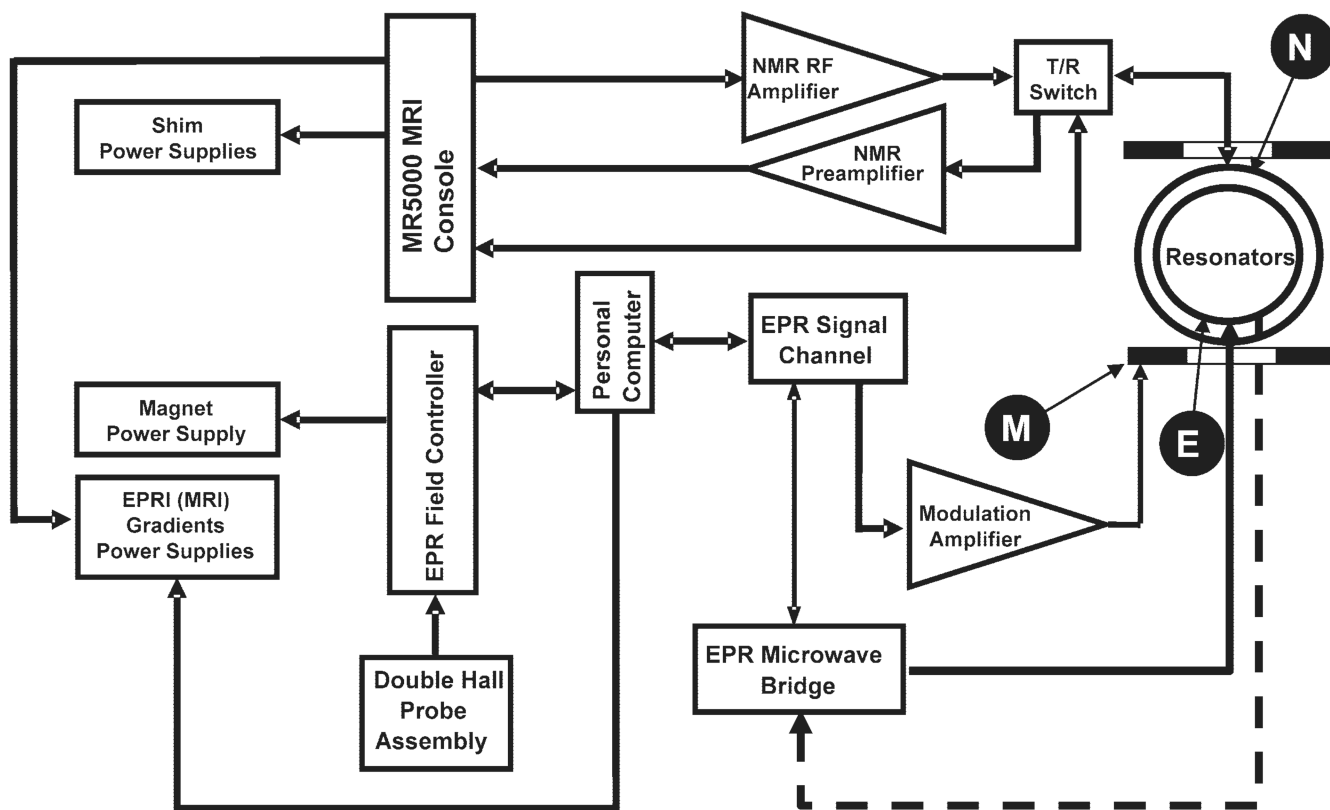 NMR RF
Amplifier
T/R
Switch
N
Shim
Power Supplies
MR5000 MRI
Console
NMR
Preamplifier
Resonators
Personal
Computer
EPR Signal
Channel
EPR Field Controller
Magnet
Power Supply
M
E
EPRI (MRI)
Gradients
Power Supplies
Modulation
Amplifier
Double Hall
Probe
Assembly
EPR Microwave
Bridge